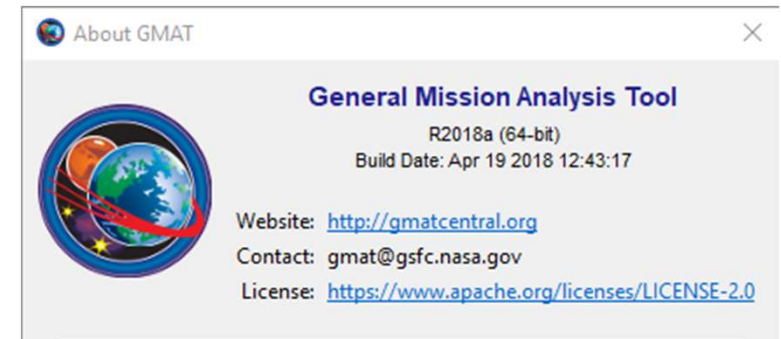 About GMAT
General Mission Analysis Tool
R2018a (64-bit)
Build Date: Apr 19 2018 12:43:17
Website: http://gmatcentral.org
Contact: gmat@gsfc.nasa.gov
License: https://www.apache.org/licenses/LICENSE-2.0